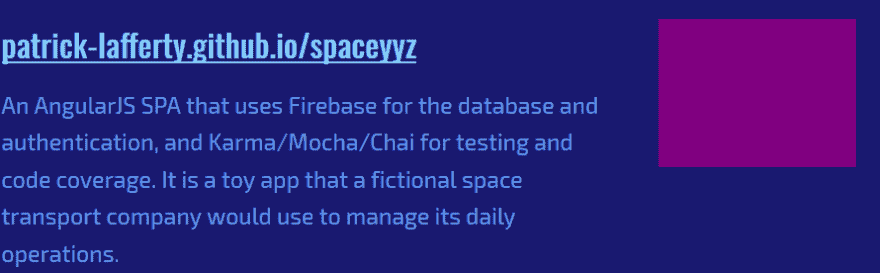 patrick-lafferty.github.io/spaceyyz
An AngularJS SPA that uses Firebase for the database and
authentication, and Karma/Mocha/Chai for testing and
code coverage. It is a toy app that a fictional space
transport company would use to manage its daily
operations.